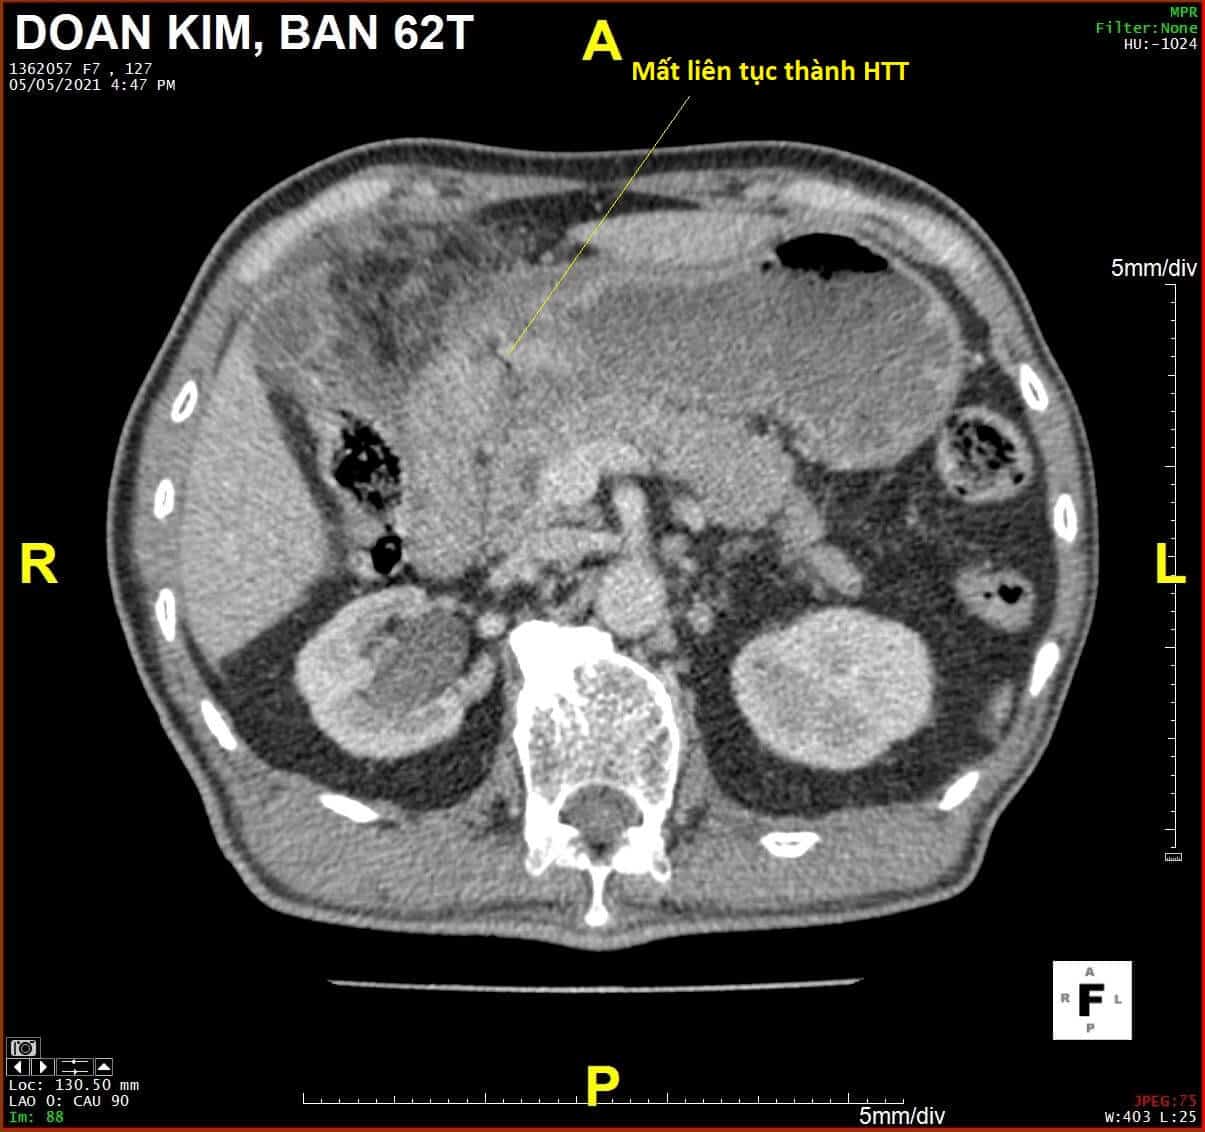 DOAN KIM, BAN 62T
1362057 F7 , 127
05/05/2021 4:47 PM
A
MPR
Filter:None
HU:-1024
Mất liên tục thành HTT
5mm/div
R
L
A
R F L
P
P
Loc: 130.50 mm
LAO 0: CAU 90
Im: 88
5mm/div
JPEG:75
W:403 L:25